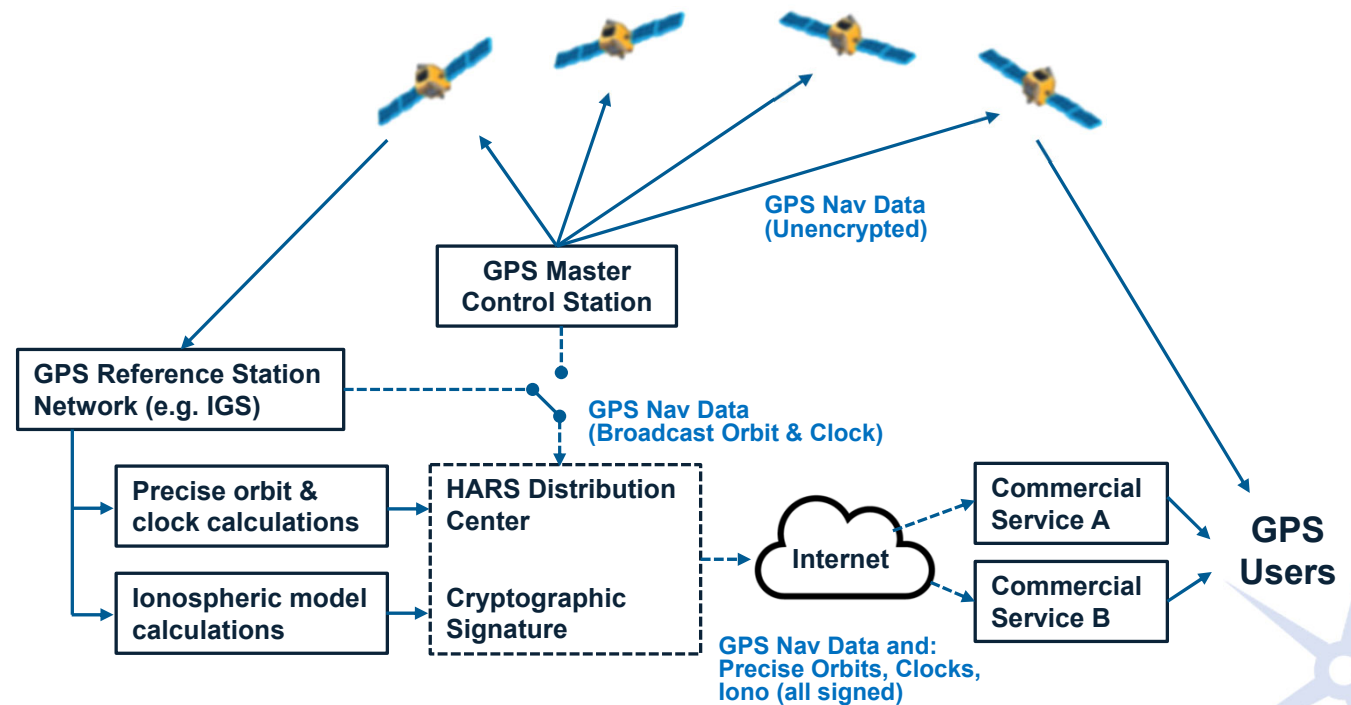 GPS Nav Data
(Unencrypted)
GPS Master
Control Station
GPS Reference Station
Network (e.g. IGS)
GPS Nav Data
(Broadcast Orbit & Clock)
Precise orbit &
clock calculations
HARS Distribution
Center
Commercial
Service A
Internet
GPS
Users
Ionospheric model
calculations
Cryptographic
Signature
Commercial
Service B
GPS Nav Data and:
Precise Orbits, Clocks,
Iono (all signed)